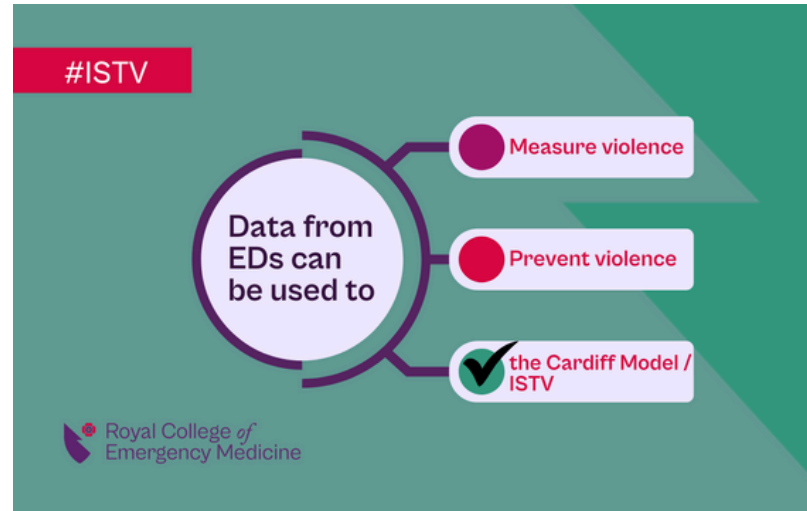 #ISTV
Data from
EDs can
be used to
Measure violence
Prevent violence
the Cardiff Model /
ISTV
Royal College of
Emergency Medicine